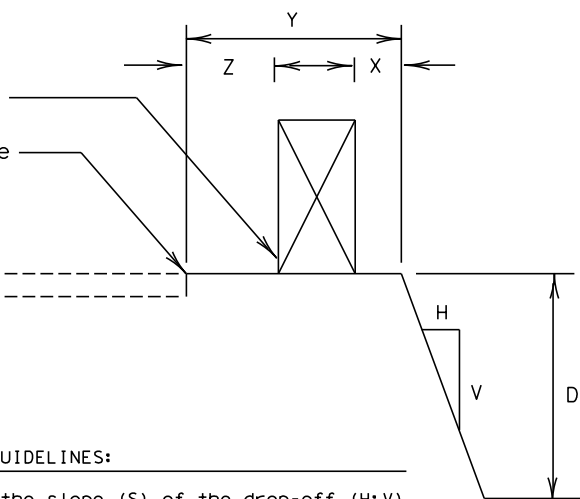 Y
Z
X
e
H
V
D
UIDELINES:
the slope (S) of the drop-off (H:V)